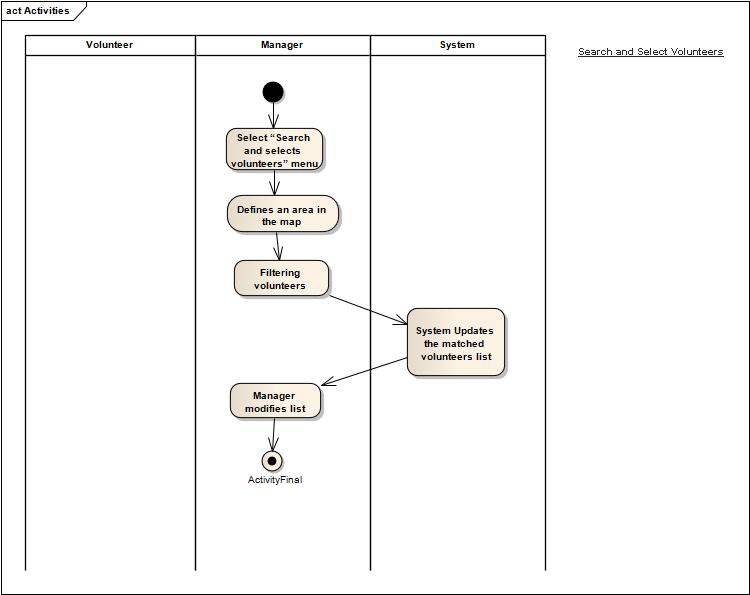 act Activities
Volunteer
Manager
System
Search and Select Volunteers
Select “Search
and selects
volunteers” menu
Defines an area in
the map
Filtering
volunteers
System Updates
the matched
volunteers list
Manager
modifies list
ActivityFinal